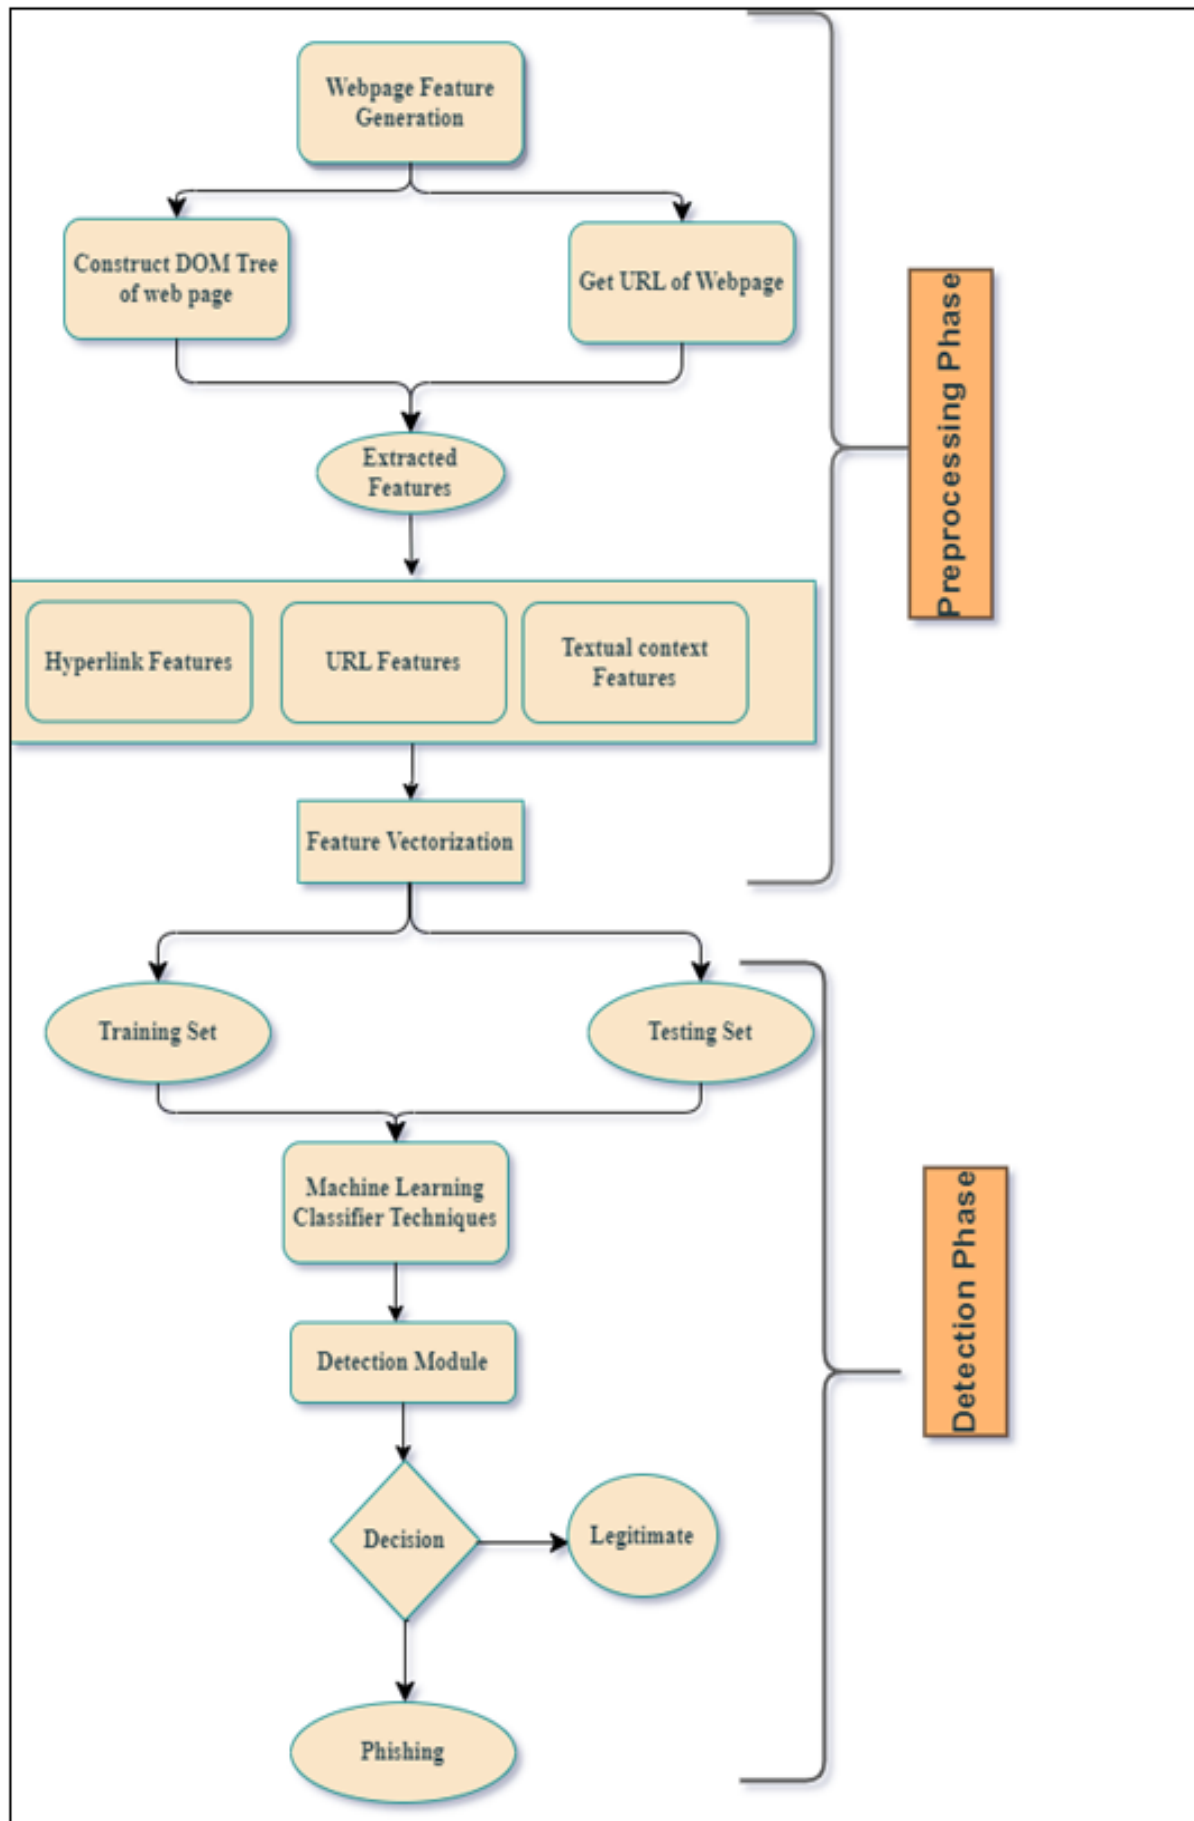 Webpage Feature
Generation
Construct DOM Tree
of web page
Get URL of Webpage
Extracted
Features
Hyperlink Features
URL Features
Textual context
Features
Feature Vectorization
Preprocessing Phase
Training Set
Testing Set
Machine Learning
Classifier Techniques
Detection Module
Decision
Legitimate
Phishing
Detection Phase